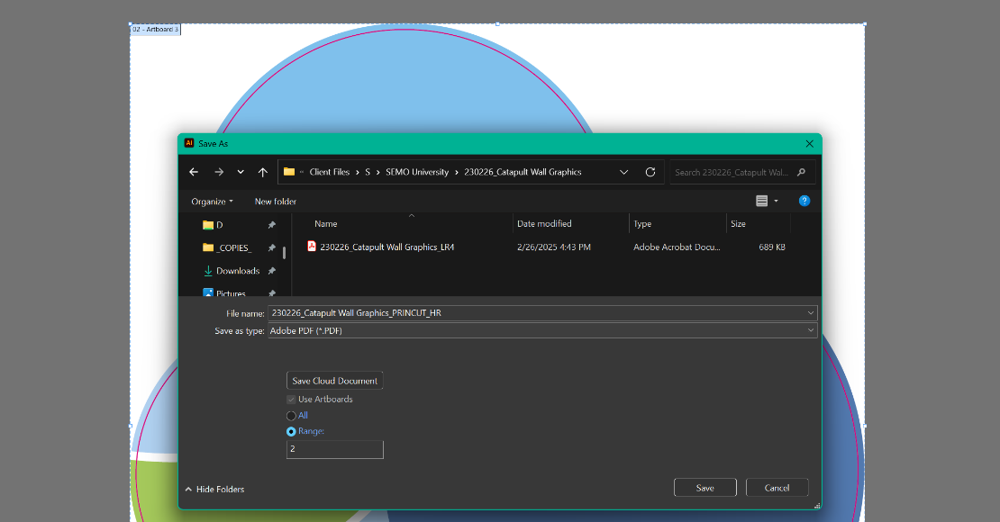 02 - Artboard 3
Ai Save As
Client Files > S > SEMO University > 230226_Catapult Wall Graphics
Search 230226_Catapult Wal...
Organize
New folder
?
D
_COPIES_
Downloads
Pictures
Name Date modified Type Size
230226_Catapult Wall Graphics_LR4 2/26/2025 4:43 PM Adobe Acrobat Docu... 689 KB
File name: 230226_Catapult Wall Graphics_PRINCUT_HR
Save as type: Adobe PDF (*.PDF)
Save Cloud Document
Use Artboards
All
Range:
2
Hide Folders
Save
Cancel